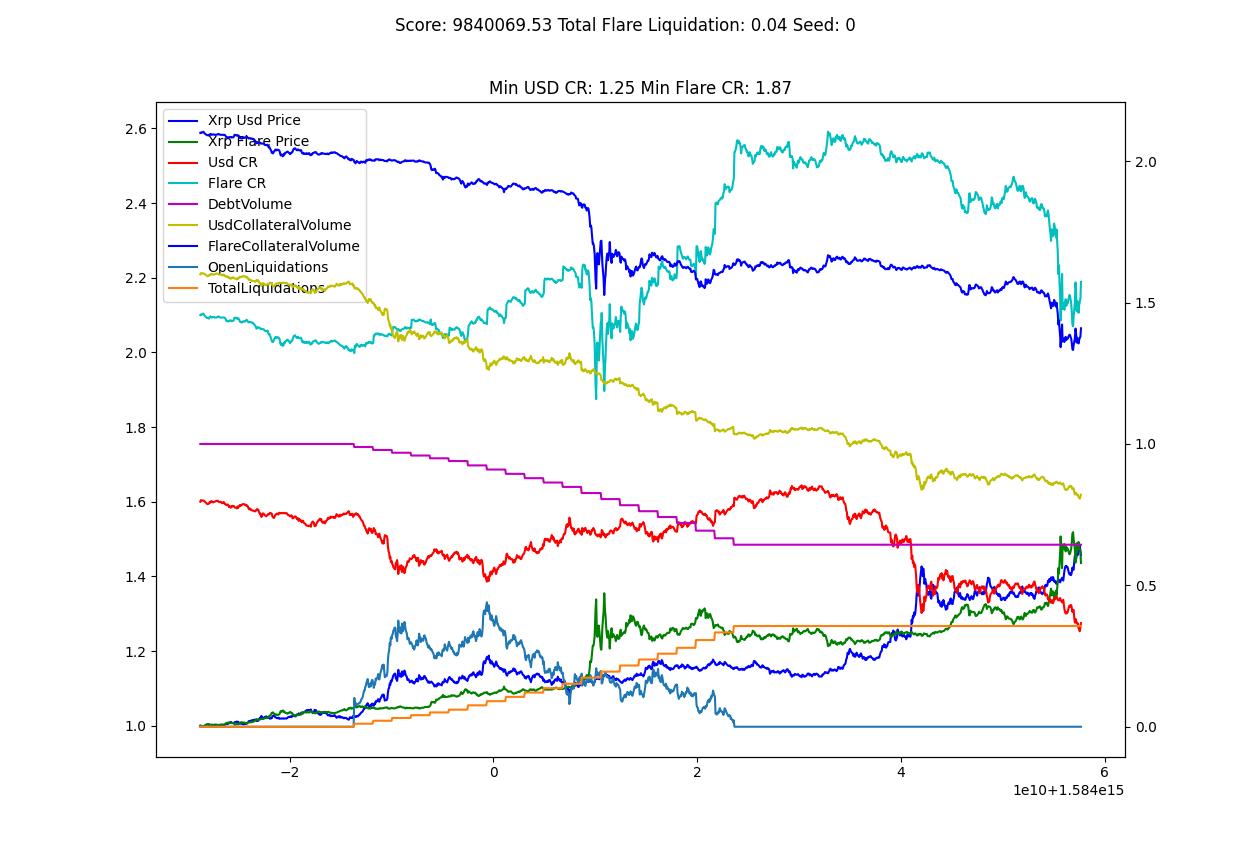 Score: 9840069.53 Total Flare Liquidation: 0.04 Seed: 0
Min USD CR: 1.25 Min Flare CR: 1.87
Xrp Usd Price
Xrp Flare Price
Usd CR
Flare CR
DebtVolume
UsdCollateralVolume
FlareCollateralVolume
OpenLiquidations
TotalLiquidations
2.6
2.4
2.2
2.0
1.8
1.6
1.4
1.2
1.0
2.0
1.5
1.0
0.5
0.0
−2 0 2 4 6
1e10+1.584e15